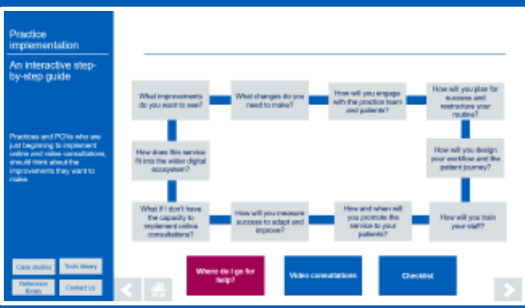 Practice
implementation
An interactive step-
by-step guide
Practices and PCNs who are
just beginning to implement
online and video consultations,
should think about the
improvements they want to
make.
Case studies
Tools library
Reference
library
Contact us
What improvements
do you want to see?
What changes do you
need to make?
How will you engage
with the practice team
and patients?
How will you plan for
success and
restructure your
routine?
How does this service
fit into the wider digital
ecosystem?
How will you design
your workflow and the
patient journey?
What if I don't have
the capacity to
implement online
consultations?
How will you measure
success to adapt and
improve?
How and when will
you promote the
service to your
patients?
How will you train
your staff?
Where do I go for
help?
Video consultations
Checklist